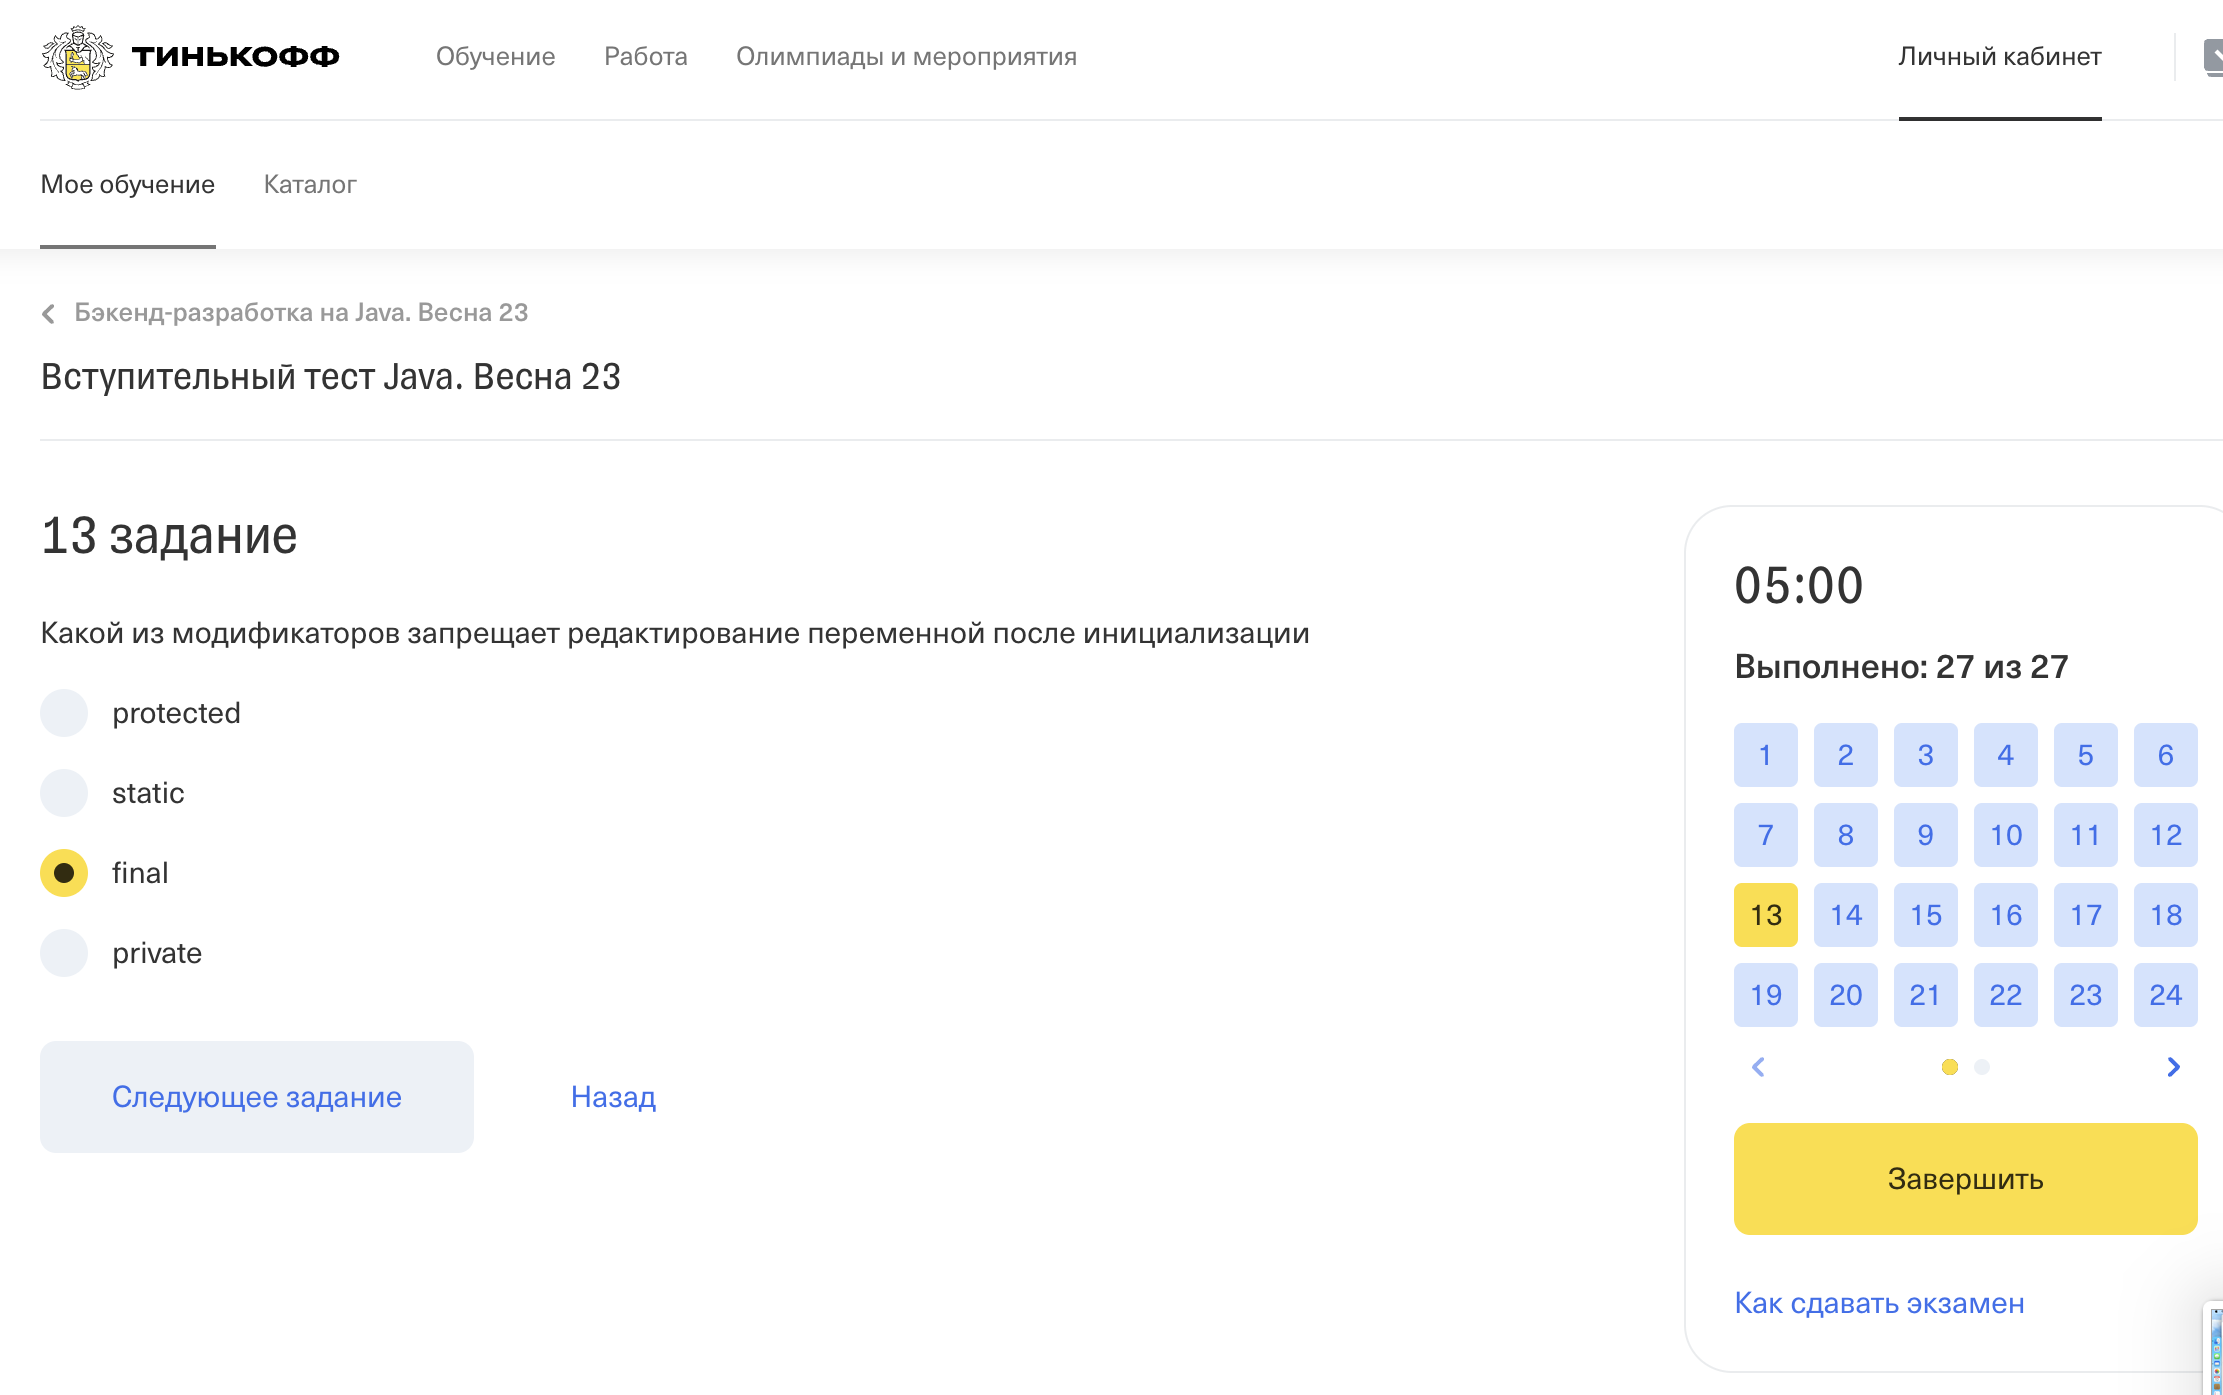 ТИНЬКОФФ
Обучение
Работа
Олимпиады и мероприятия
Личный кабинет
Мое обучение
Каталог
Бэкенд-разработка на Java. Весна 23
Вступительный тест Java. Весна 23
13 задание
Какой из модификаторов запрещает редактирование переменной после инициализации
protected
static
final
private
Следующее задание
Назад
05:00
Выполнено: 27 из 27
1 2 3 4 5 6
7 8 9 10 11 12
13 14 15 16 17 18
19 20 21 22 23 24
Завершить
Как сдавать экзамен